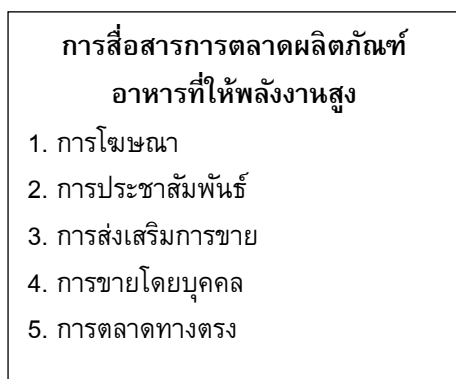 การสื่อสารการตลาดผลิตภัณฑ์
อาหารที่ให้พลังงานสูง
1. การโฆษณา
2. การประชาสัมพันธ์
3. การส่งเสริมการขาย
4. การขายโดยบุคคล
5. การตลาดทางตรง